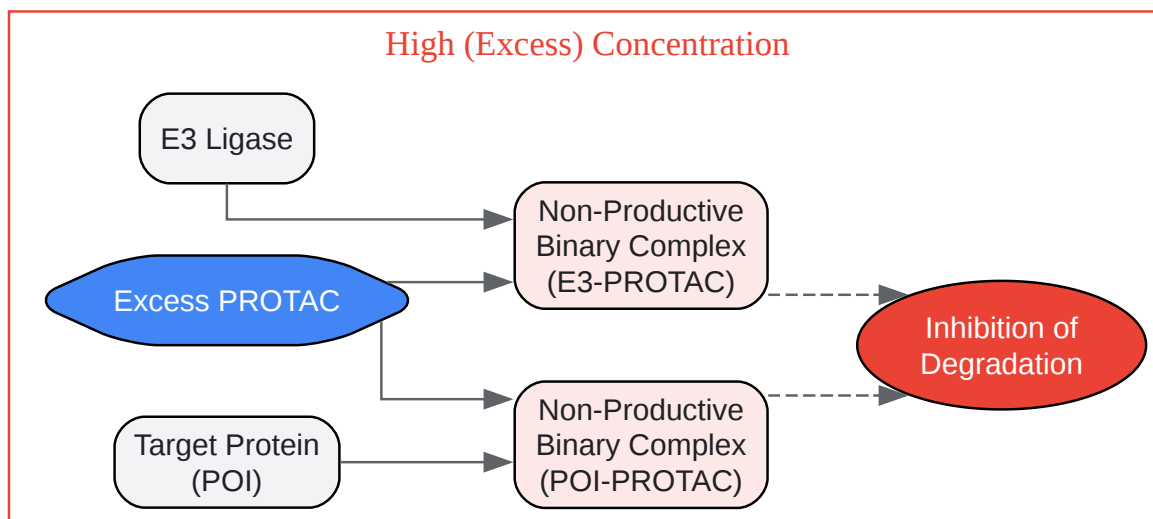 High (Excess) Concentration
E3 Ligase
Non-Productive
Binary Complex
(E3-PROTAC)
Excess PROTAC
Inhibition of
Degradation
Non-Productive
Binary Complex
(POI-PROTAC)
Target Protein
(POI)